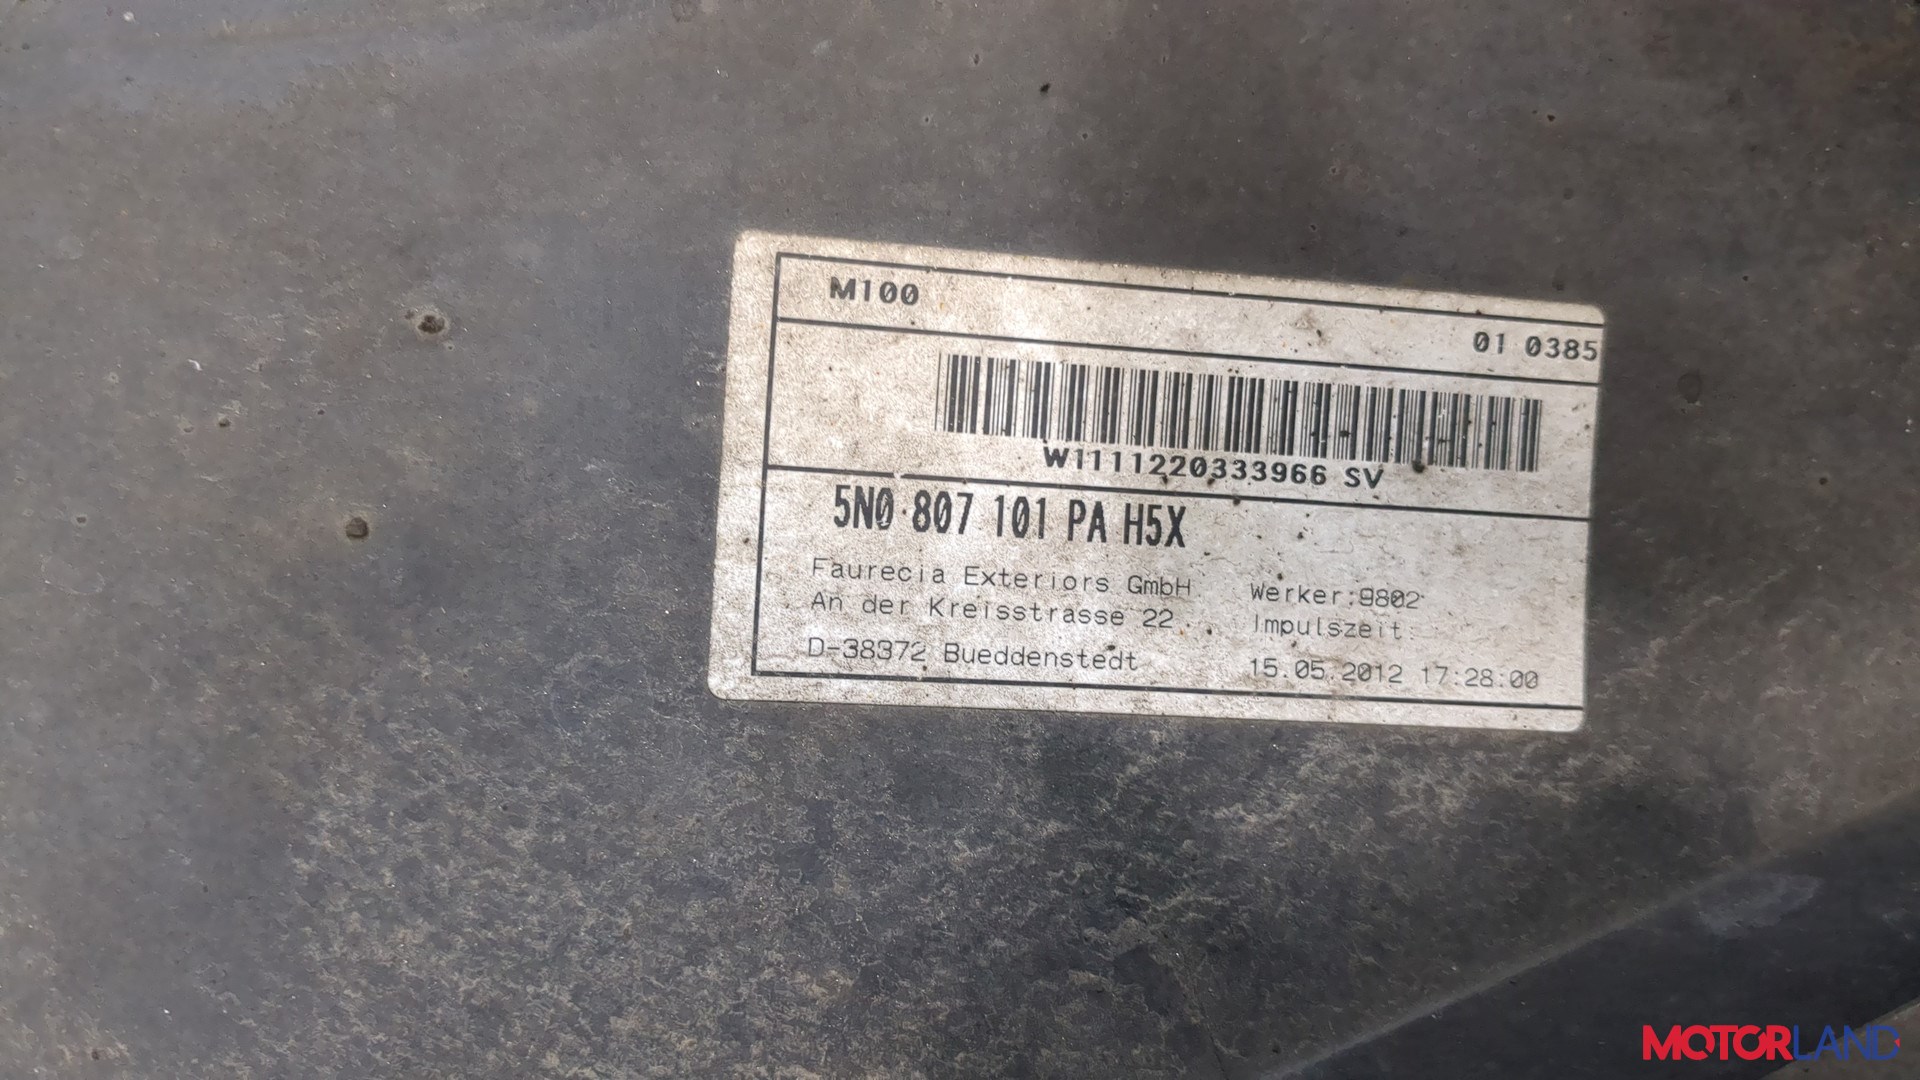 M100
01 0385
W1111220333966 SV
5N0 807 101 PA H5X
Faurecia Exteriors GmbH
An der Kreisstrasse 22
D-38372 Bueddenstedt
Werker:9802
Impulszeit:
15.05.2012 17:28:00
MOTORLAND